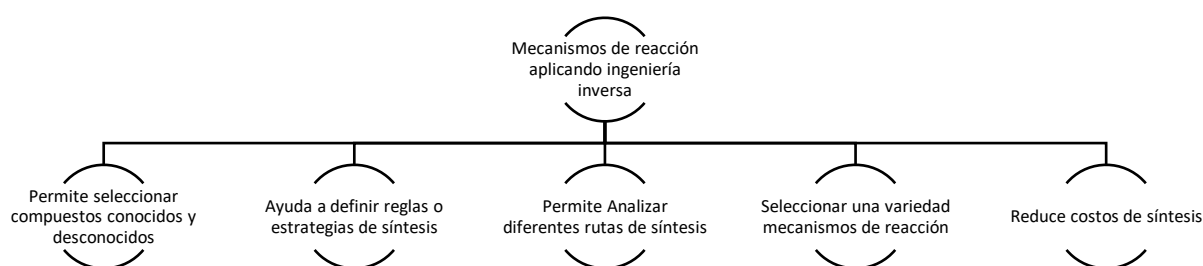 Mecanismos de reacción
aplicando ingeniería
inversa
Permite seleccionar
compuestos conocidos y
desconocidos
Ayuda a definir reglas o
estrategias de síntesis
Permite Analizar
diferentes rutas de síntesis
Seleccionar una variedad
mecanismos de reacción
Reduce costos de síntesis